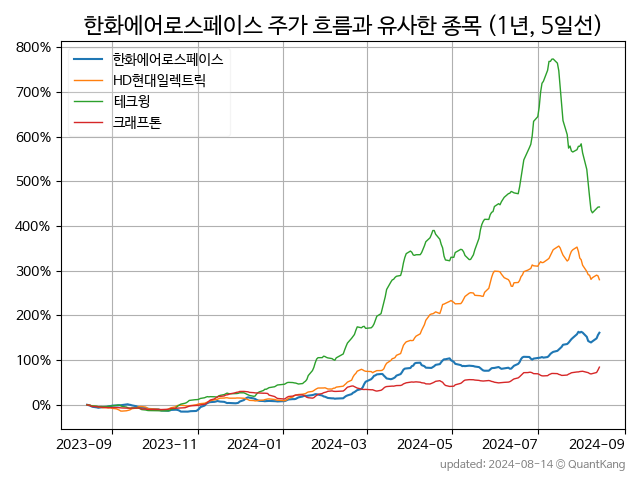 한화에어로스페이스 주가 흐름과 유사한 종목 (1년, 5일선)
800%
700%
600%
500%
400%
300%
200%
100%
0%
한화에어로스페이스
HD현대일렉트릭
테크윙
크래프톤
2023-09 2023-11 2024-01 2024-03 2024-05 2024-07 2024-09
updated: 2024-08-14 © QuantKang